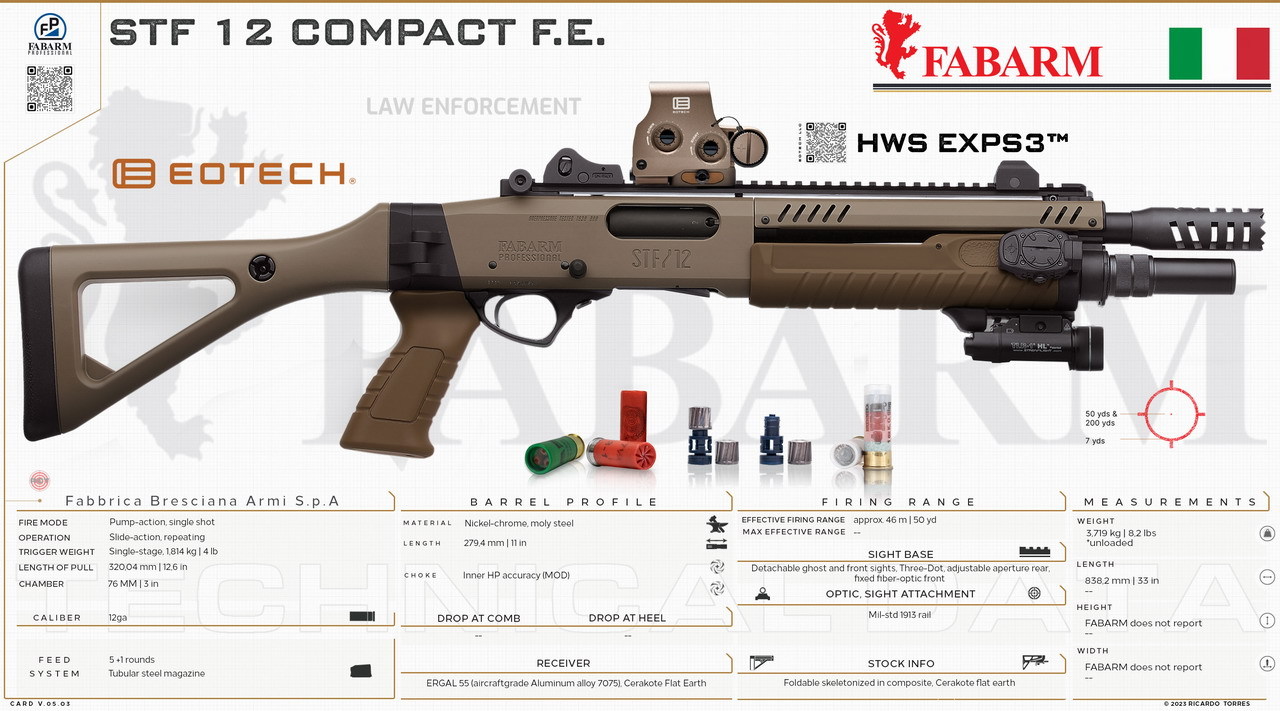 FABARM
PROFESSIONAL
STF 12 COMPACT F.E.
FABARM
LAW ENFORCEMENT
EOTECH®
EOTECH
HWS EXPS3™
FABARM
PROFESSIONAL
STF/12
TLR-1 HL
50 yds &
200 yds
7 yds
FABARM
Fabbrica Bresciana Armi S.p.A
FIRE MODE Pump-action, single shot
OPERATION Slide-action, repeating
TRIGGER WEIGHT Single-stage, 1,814 kg | 4 lb
LENGTH OF PULL 320.04 mm | 12,6 in
CHAMBER 76 MM | 3 in
CALIBER 12ga
FEED SYSTEM 5 +1 rounds
Tubular steel magazine
BARREL PROFILE
MATERIAL Nickel-chrome, moly steel
LENGTH 279,4 mm | 11 in
CHOKE Inner HP accuracy (MOD)
DROP AT COMB DROP AT HEEL
-- --
RECEIVER
ERGAL 55 (aircraftgrade Aluminum alloy 7075), Cerakote Flat Earth
FIRING RANGE
EFFECTIVE FIRING RANGE approx. 46 m | 50 yd
MAX EFFECTIVE RANGE --
SIGHT BASE
Detachable ghost and front sights, Three-Dot, adjustable aperture rear,
fixed fiber-optic front
OPTIC, SIGHT ATTACHMENT
Mil-std 1913 rail
STOCK INFO
Foldable skeletonized in composite, Cerakote flat earth
MEASUREMENTS
WEIGHT
3,719 kg | 8,2 lbs
*unloaded
LENGTH
838,2 mm | 33 in
--
HEIGHT
FABARM does not report
--
WIDTH
FABARM does not report
--
TECHNICAL DATA
CARD V.05.03
© 2023 RICARDO TORRES